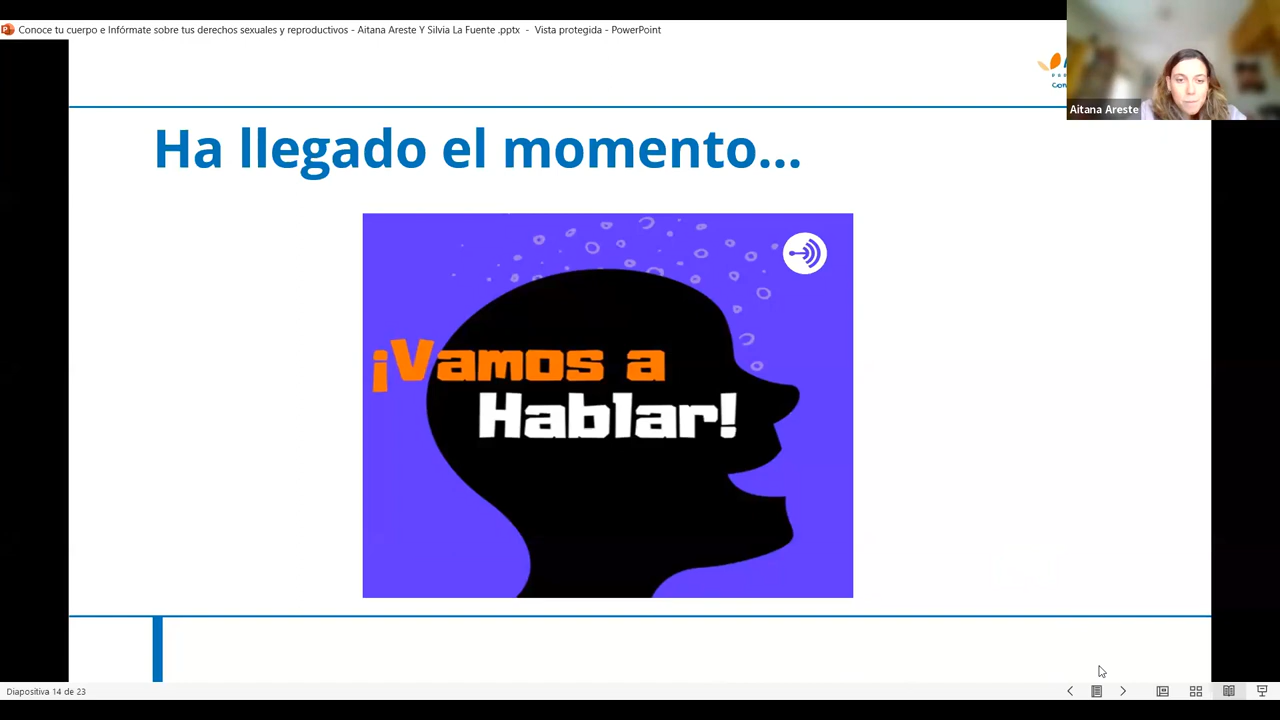 Conoce tu cuerpo e Infórmate sobre tus derechos sexuales y reproductivos - Aitana Areste Y Silvia La Fuente .pptx - Vista protegida - PowerPoint
Aitana Areste
Ha llegado el momento...
¡Vamos a
Hablar!
Diapositiva 14 de 23